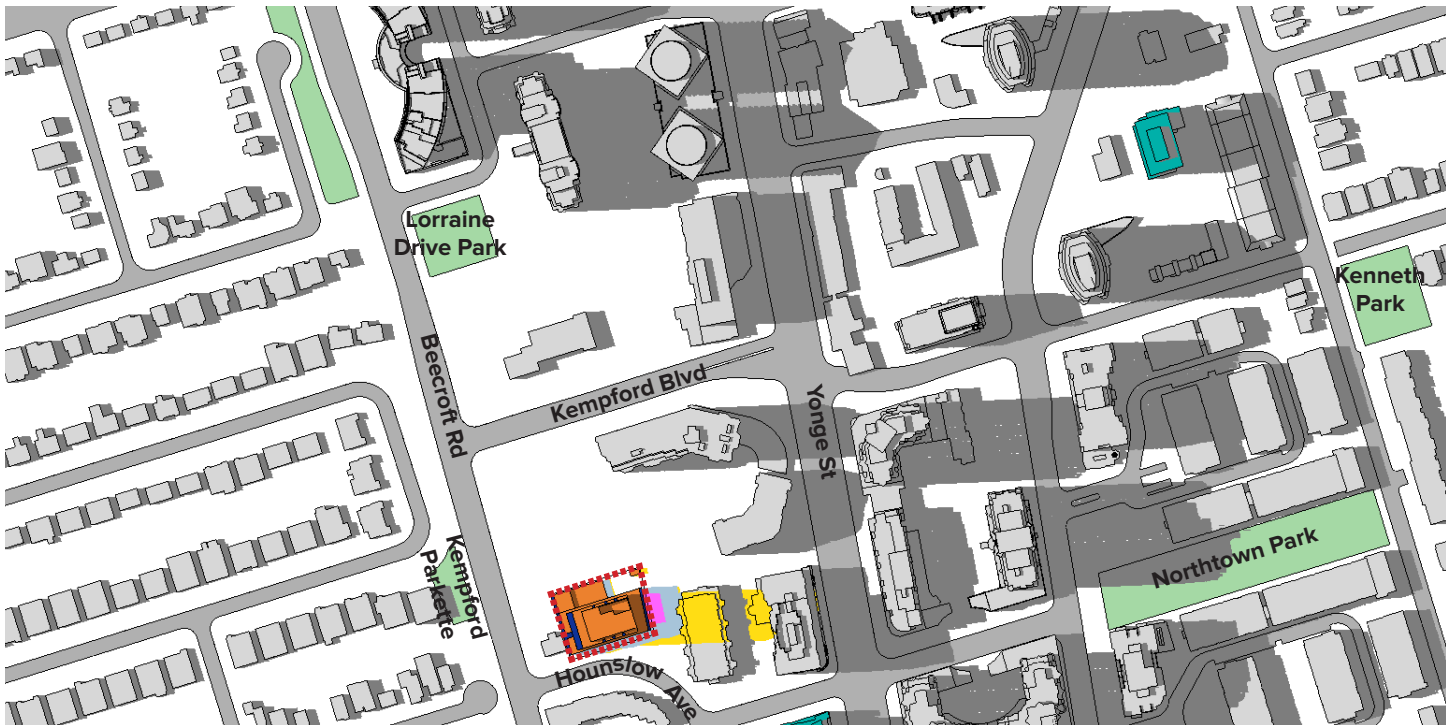 Lorraine
Drive Park
Kenneth
Park
Beecroft Rd
Kempford Blvd
Yonge St
Northtown Park
Kempford
Parkette
Hounslow Ave